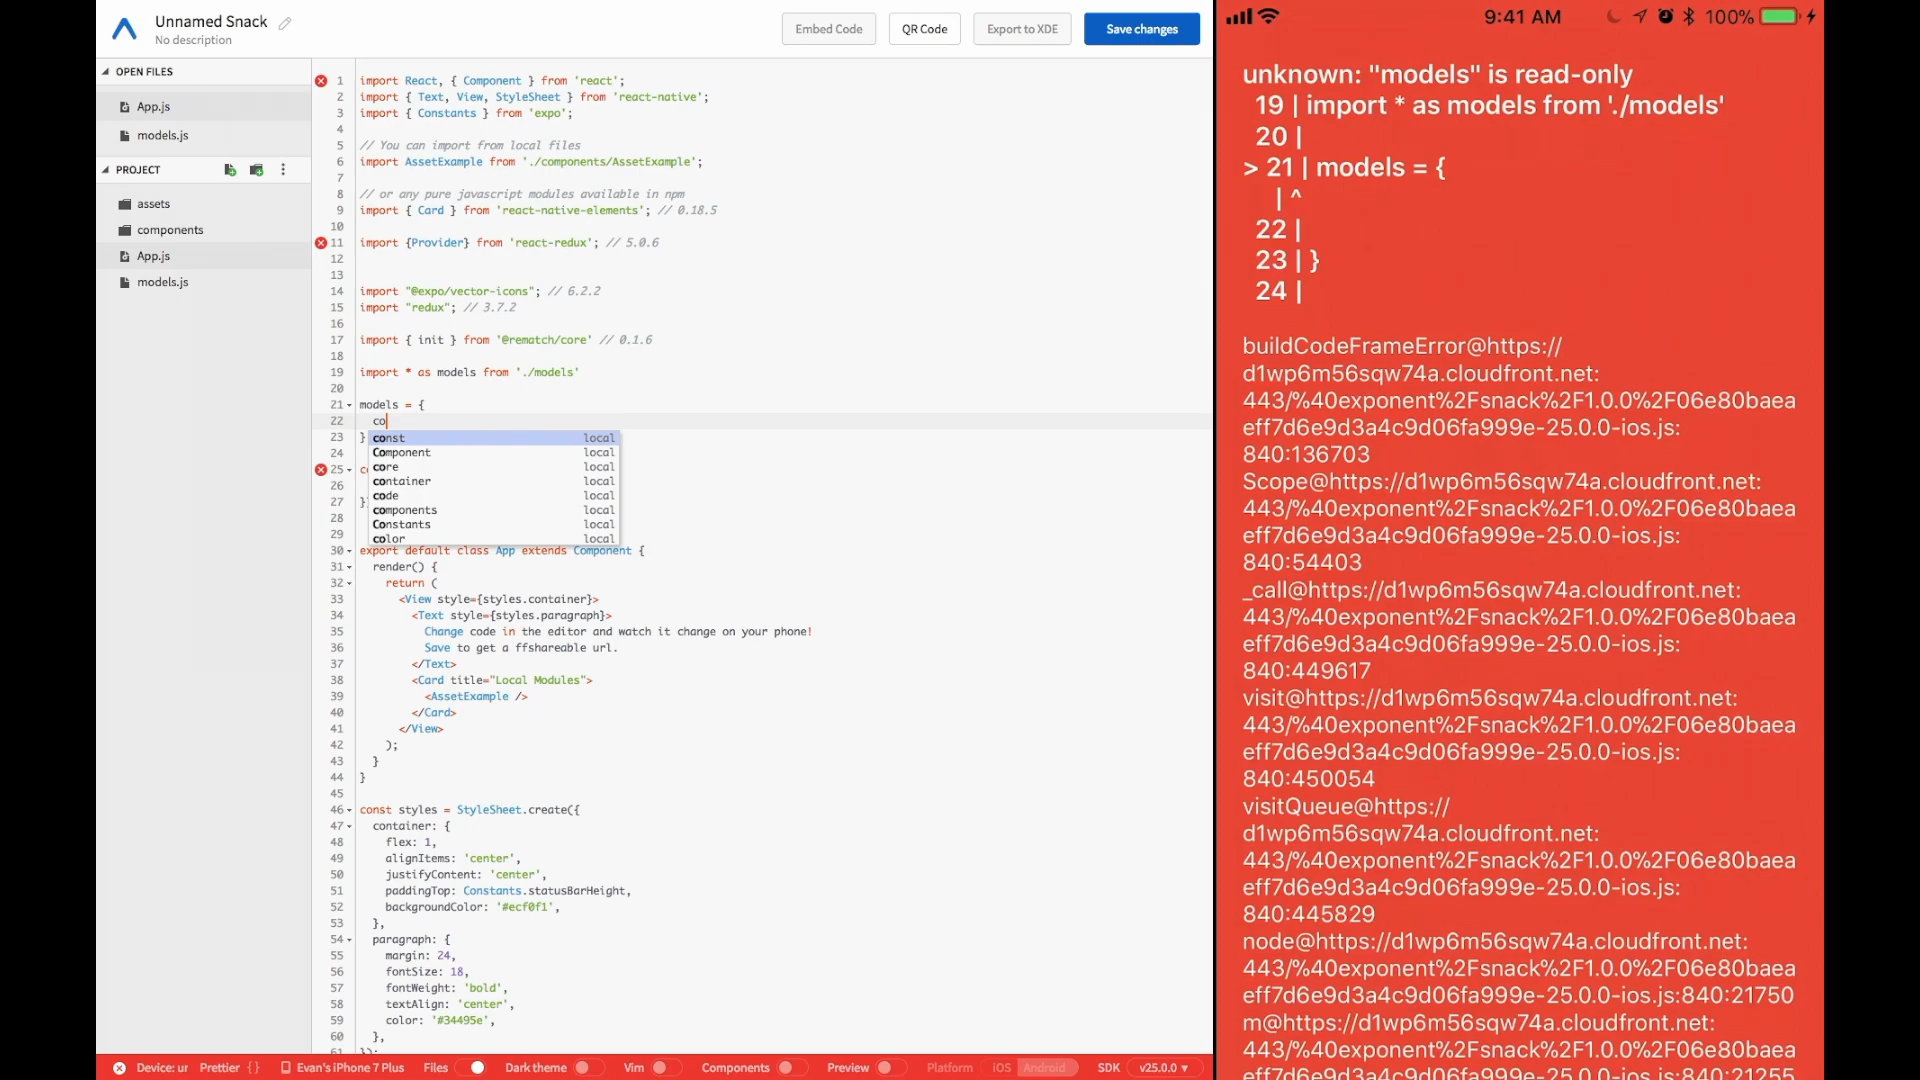 Unnamed Snack
No description
Embed Code
QR Code
Export to XDE
Save changes
OPEN FILES
App.js
models.js
PROJECT
assets
components
App.js
models.js
1 import React, { Component } from 'react';
2 import { Text, View, StyleSheet } from 'react-native';
3 import { Constants } from 'expo';
4
5 // You can import from local files
6 import AssetExample from './components/AssetExample';
7
8 // or any pure javascript modules available in npm
9 import { Card } from 'react-native-elements'; // 0.18.5
10
11 import {Provider} from 'react-redux'; // 5.0.6
12
13
14 import "@expo/vector-icons"; // 6.2.2
15 import "redux"; // 3.7.2
16
17 import { init } from '@rematch/core' // 0.1.6
18
19 import * as models from './models'
20
21 models = {
22 co
23 }
24
25 c
26
27 }
28
29
const local
Component local
core local
container local
code local
components local
Constants local
color local
30 export default class App extends Component {
31 render() {
32 return (
33 <View style={styles.container}>
34 <Text style={styles.paragraph}>
35 Change code in the editor and watch it change on your phone!
36 Save to get a ffshareable url.
37 </Text>
38 <Card title="Local Modules">
39 <AssetExample />
40 </Card>
41 </View>
42 );
43 }
44 }
45
46 const styles = StyleSheet.create({
47 container: {
48 flex: 1,
49 alignItems: 'center',
50 justifyContent: 'center',
51 paddingTop: Constants.statusBarHeight,
52 backgroundColor: '#ecf0f1',
53 },
54 paragraph: {
55 margin: 24,
56 fontSize: 18,
57 fontWeight: 'bold',
58 textAlign: 'center',
59 color: '#34495e',
60 },
61 });
Device: ur Prettier { } Evan's iPhone 7 Plus Files Dark theme Vim Components Preview Platform iOS Android SDK v25.0.0
9:41 AM
100%
unknown: "models" is read-only
19 | import * as models from './models'
20 |
> 21 | models = {
| ^
22 |
23 | }
24 |
buildCodeFrameError@https://
d1wp6m56sqw74a.cloudfront.net:
443/%40exponent%2Fsnack%2F1.0.0%2F06e80baea
eff7d6e9d3a4c9d06fa999e-25.0.0-ios.js:
840:136703
Scope@https://d1wp6m56sqw74a.cloudfront.net:
443/%40exponent%2Fsnack%2F1.0.0%2F06e80baea
eff7d6e9d3a4c9d06fa999e-25.0.0-ios.js:
840:54403
_call@https://d1wp6m56sqw74a.cloudfront.net:
443/%40exponent%2Fsnack%2F1.0.0%2F06e80baea
eff7d6e9d3a4c9d06fa999e-25.0.0-ios.js:
840:449617
visit@https://d1wp6m56sqw74a.cloudfront.net:
443/%40exponent%2Fsnack%2F1.0.0%2F06e80baea
eff7d6e9d3a4c9d06fa999e-25.0.0-ios.js:
840:450054
visitQueue@https://
d1wp6m56sqw74a.cloudfront.net:
443/%40exponent%2Fsnack%2F1.0.0%2F06e80baea
eff7d6e9d3a4c9d06fa999e-25.0.0-ios.js:
840:445829
node@https://d1wp6m56sqw74a.cloudfront.net:
443/%40exponent%2Fsnack%2F1.0.0%2F06e80baea
eff7d6e9d3a4c9d06fa999e-25.0.0-ios.js:840:21750
m@https://d1wp6m56sqw74a.cloudfront.net:
443/%40exponent%2Fsnack%2F1.0.0%2F06e80baea
eff7d6e9d3a4c9d06fa999e-25.0.0-ios.js:840:21255